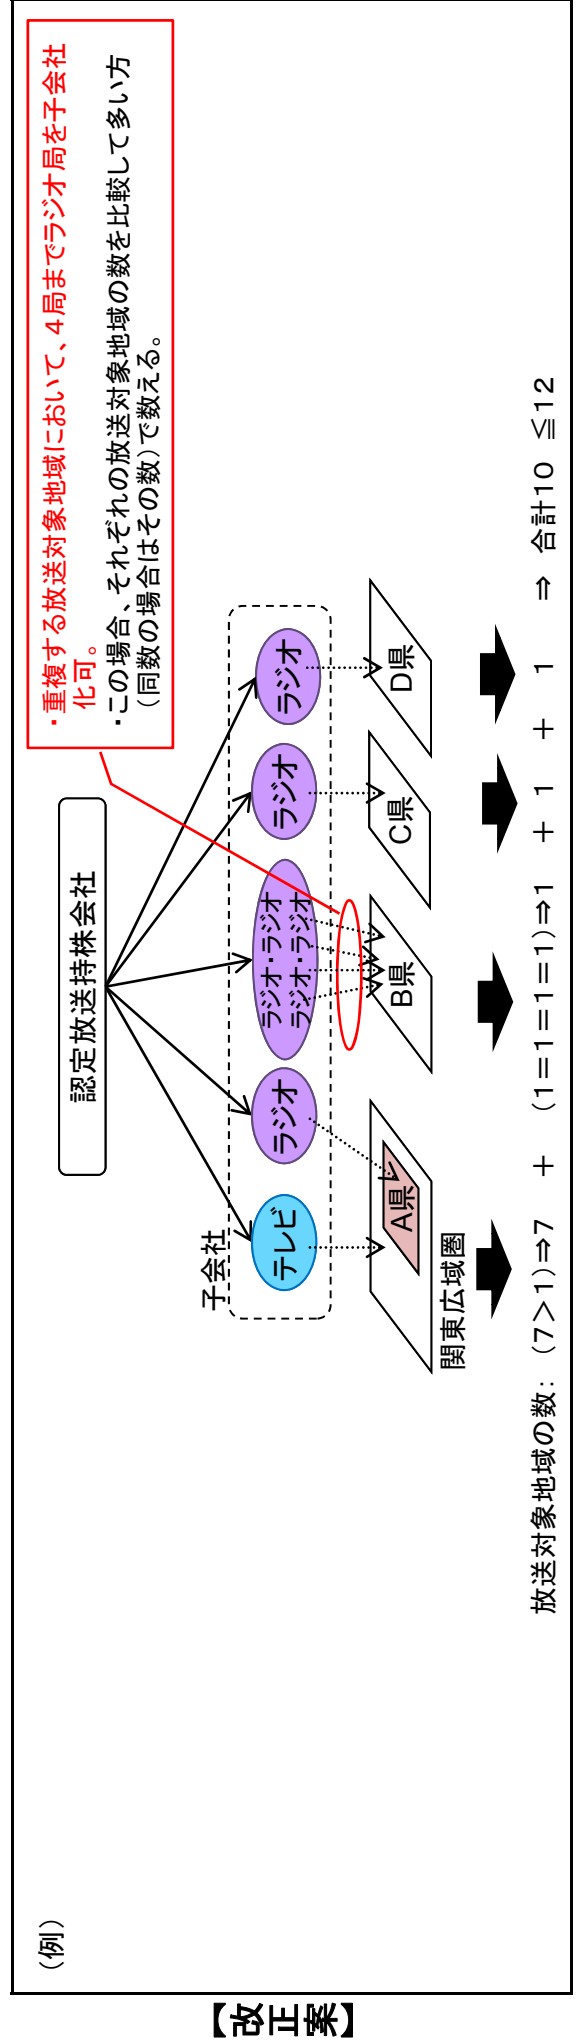 【改正案】
（例）
・重複する放送対象地域において、４局までラジオ局を子会社
化可。
・この場合、それぞれの放送対象地域の数を比較して多い方
（同数の場合はその数）で数える。
認定放送持株会社
子会社
テレビ
ラジオ
ラジオ・ラジオ
ラジオ・ラジオ
ラジオ
ラジオ
A県
B県
C県
D県
関東広域圏
放送対象地域の数：（7＞1）⇒7 ＋ （1＝1＝1＝1）⇒1 ＋ 1 ＋ 1 ⇒ 合計10 ≦12